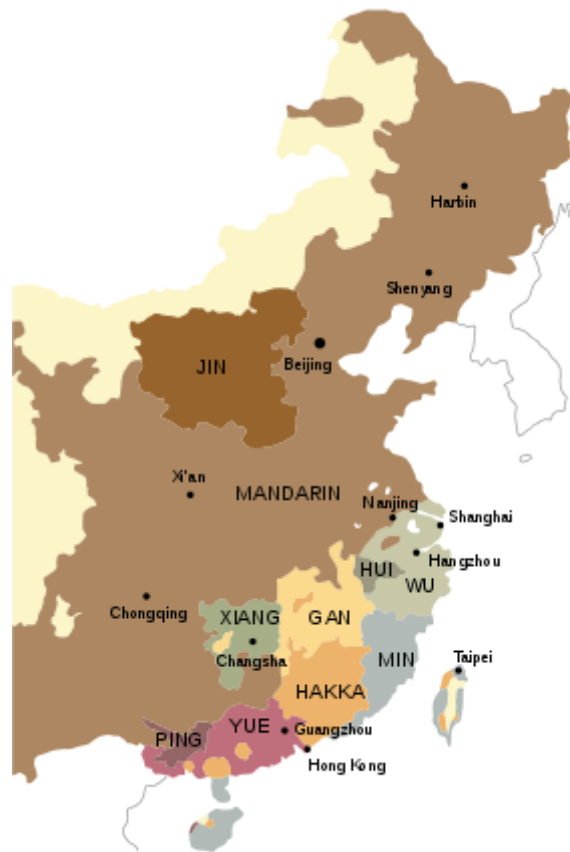 Harbin
Shenyang
Beijing
JIN
Xi'an
MANDARIN
Nanjing
Shanghai
Hangzhou
HUI
WU
Chongqing
XIANG
GAN
Changsha
MIN
Taipei
HAKKA
YUE
Guangzhou
PING
Hong Kong